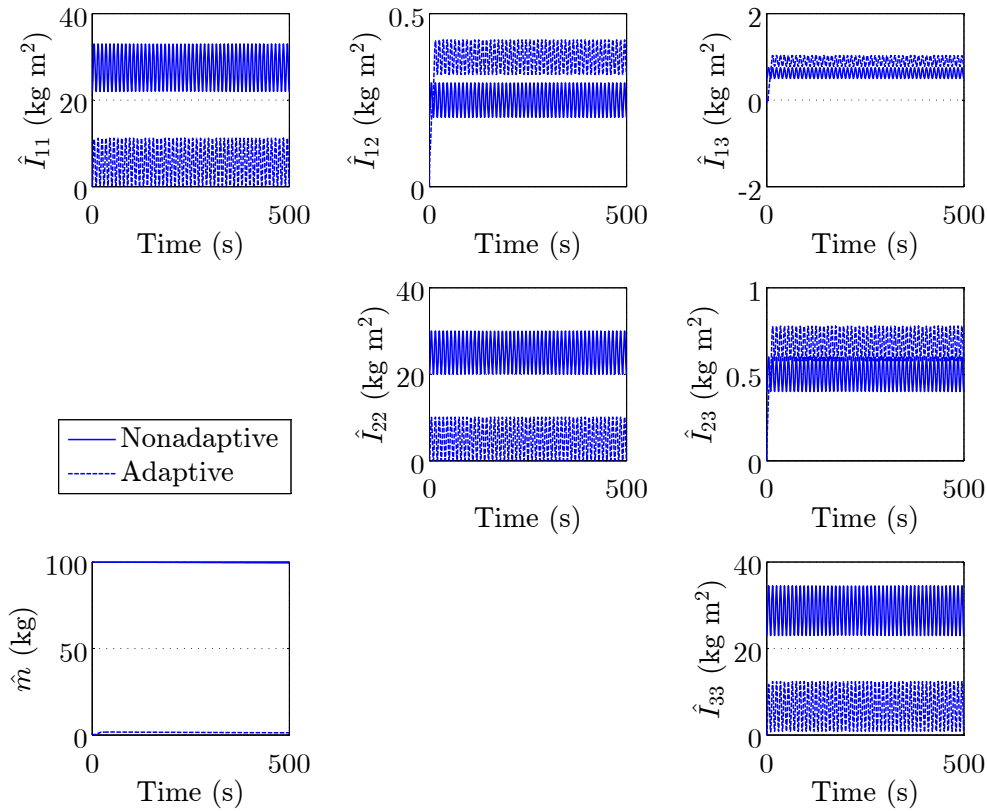 40
20
0
Î₁₁ (kg m²)
0 500
Time (s)
0.5
0
Î₁₂ (kg m²)
0 500
Time (s)
2
0
-2
Î₁₃ (kg m²)
0 500
Time (s)
40
20
0
Î₂₂ (kg m²)
0 500
Time (s)
1
0.5
0
Î₂₃ (kg m²)
0 500
Time (s)
Nonadaptive
Adaptive
100
50
0
m̂ (kg)
0 500
Time (s)
40
20
0
Î₃₃ (kg m²)
0 500
Time (s)